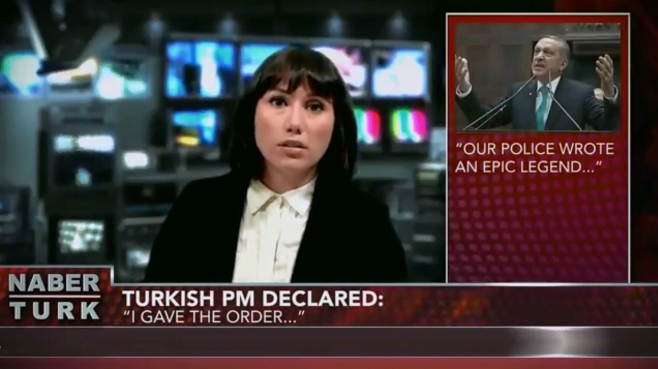 “OUR POLICE WROTE
AN EPIC LEGEND...”
NABER
TURK
TURKISH PM DECLARED:
“I GAVE THE ORDER...”